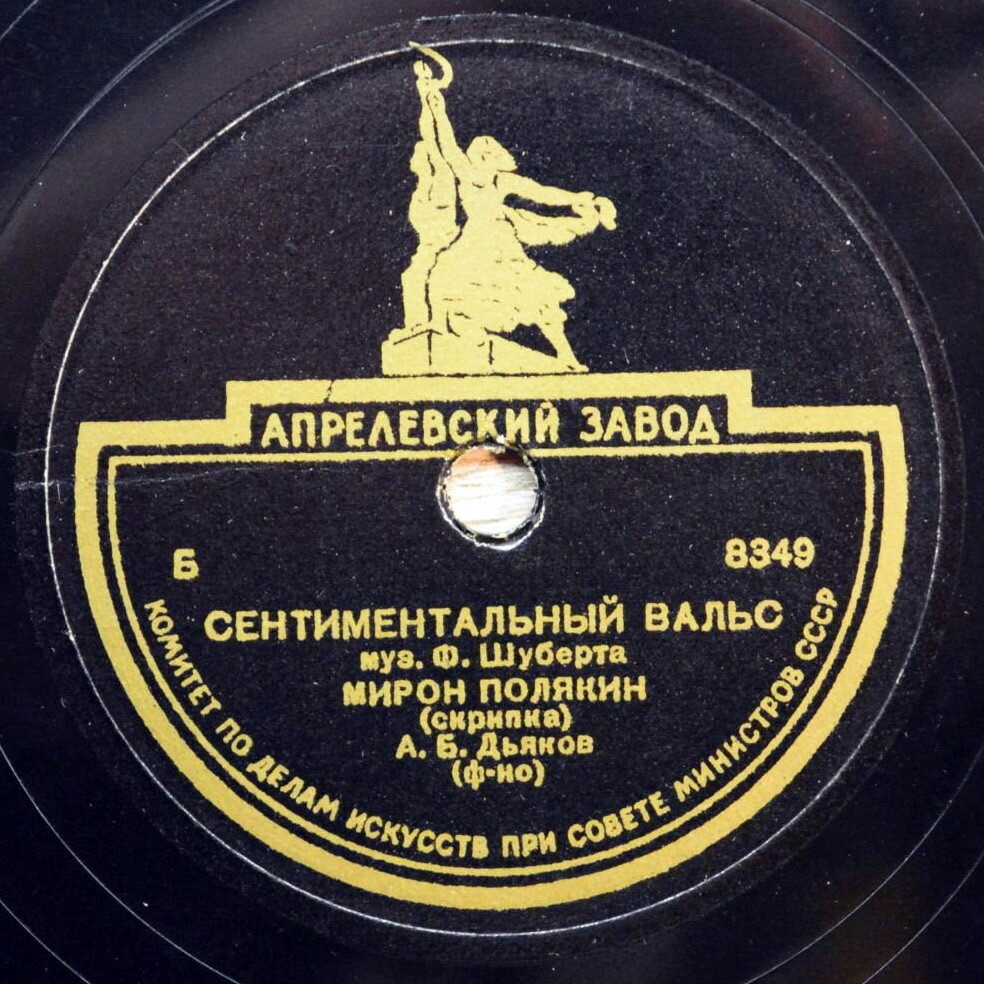 АПРЕЛЕВСКИЙ ЗАВОД
Б 8349
СЕНТИМЕНТАЛЬНЫЙ ВАЛЬС
муз. Ф. Шуберта
МИРОН ПОЛЯКИН
(скрипка)
А. Б. Дьяков
(ф-но)
КОМИТЕТ ПО ДЕЛАМ ИСКУССТВ ПРИ СОВЕТЕ МИНИСТРОВ СССР